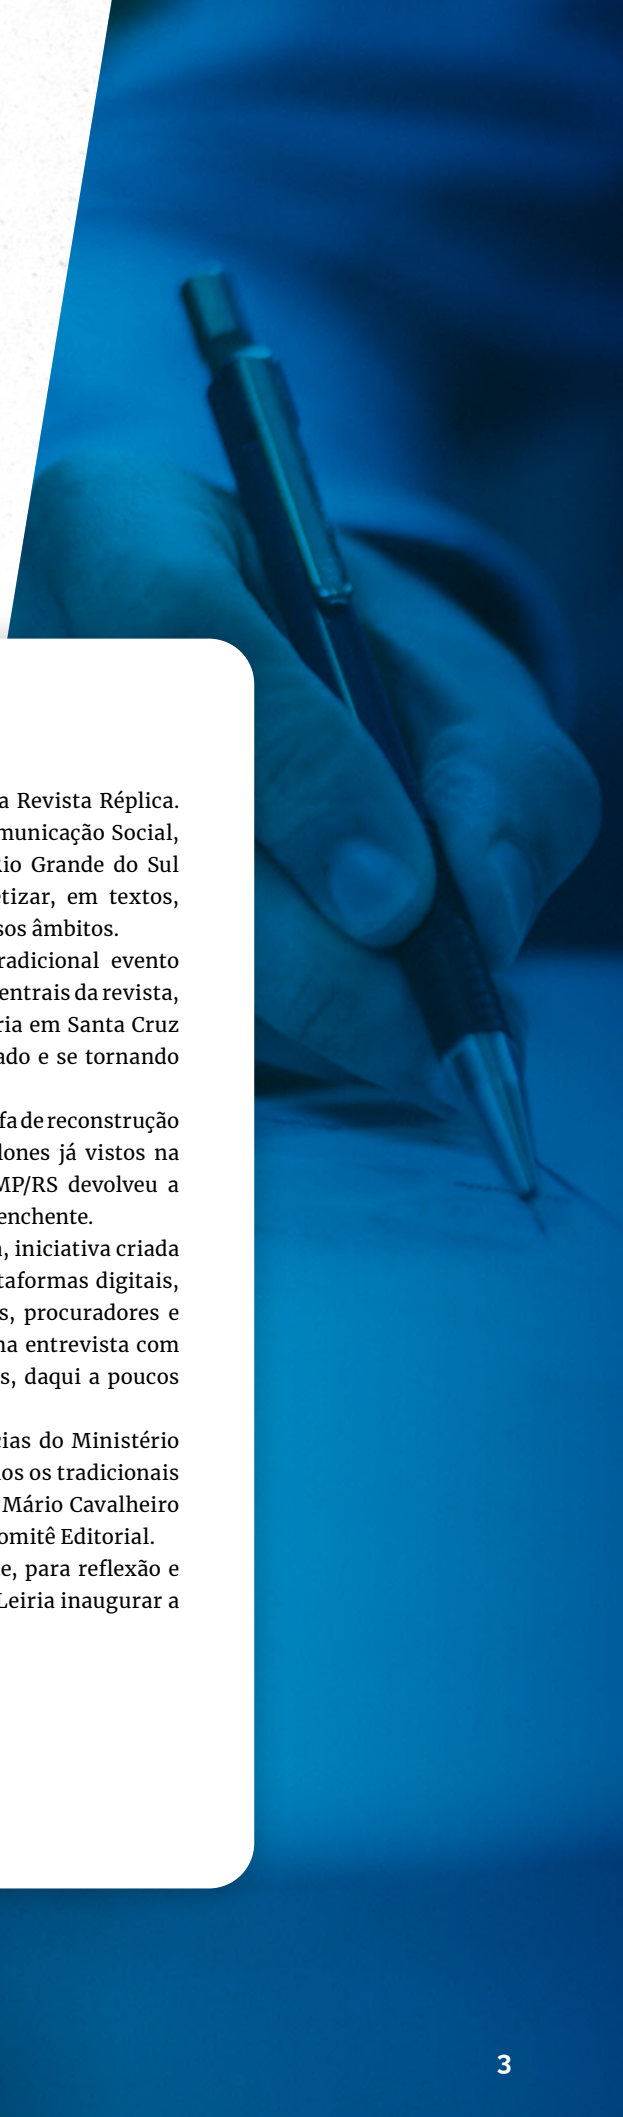 a Revista Réplica.
municação Social,
Rio Grande do Sul
etizar, em textos,
sos âmbitos.
radicional evento
entrais da revista,
ria em Santa Cruz
ado e se tornando
fa de reconstrução
lones já vistos na
MP/RS devolveu a
enchente.
, iniciativa criada
taformas digitais,
s, procuradores e
na entrevista com
s, daqui a poucos
cias do Ministério
os os tradicionais
Mário Cavalheiro
omitê Editorial.
e, para reflexão e
Leiria inaugurar a
3